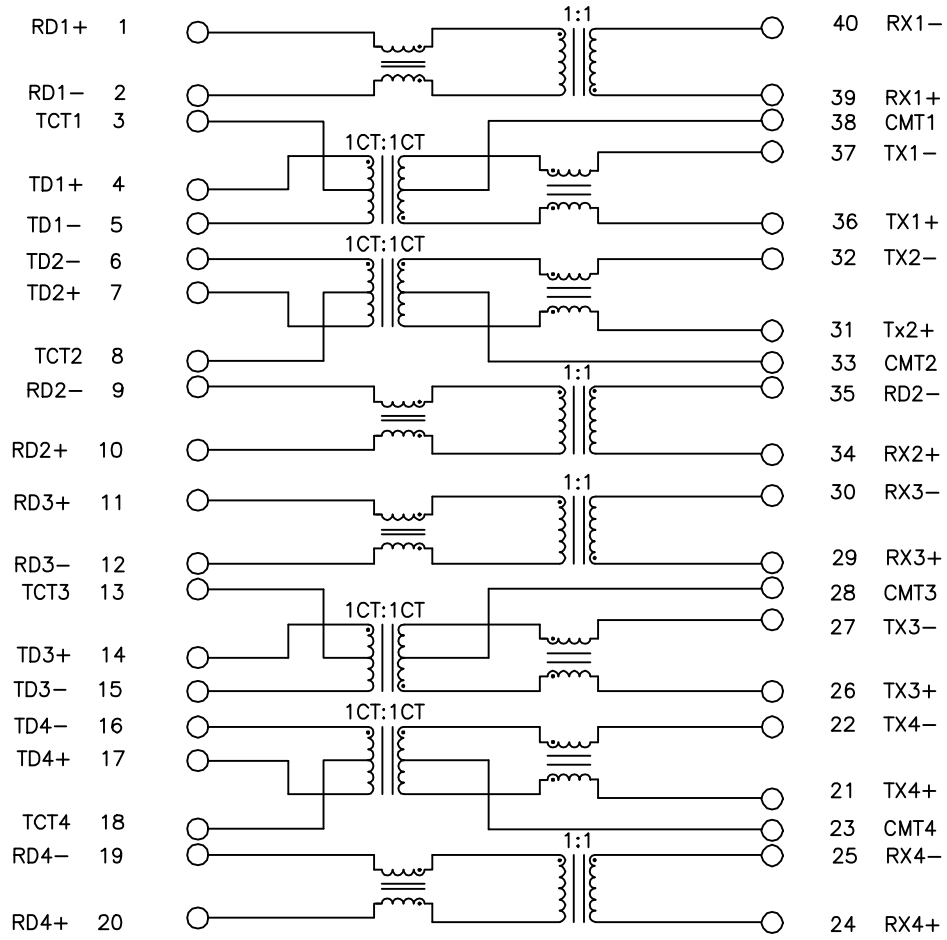 1:1
RD1+ 1 40 RX1-
RD1- 2 39 RX1+
TCT1 3 38 CMT1
1CT:1CT 37 TX1-
TD1+ 4
TD1- 5 36 TX1+
1CT:1CT
TD2- 6 32 TX2-
TD2+ 7
31 Tx2+
TCT2 8 33 CMT2
1:1
RD2- 9 35 RD2-
RD2+ 10 34 RX2+
1:1
RD3+ 11 30 RX3-
RD3- 12 29 RX3+
TCT3 13 28 CMT3
1CT:1CT
27 TX3-
TD3+ 14
TD3- 15 26 TX3+
1CT:1CT
TD4- 16 22 TX4-
TD4+ 17
21 TX4+
TCT4 18 23 CMT4
1:1
RD4- 19 25 RX4-
RD4+ 20 24 RX4+